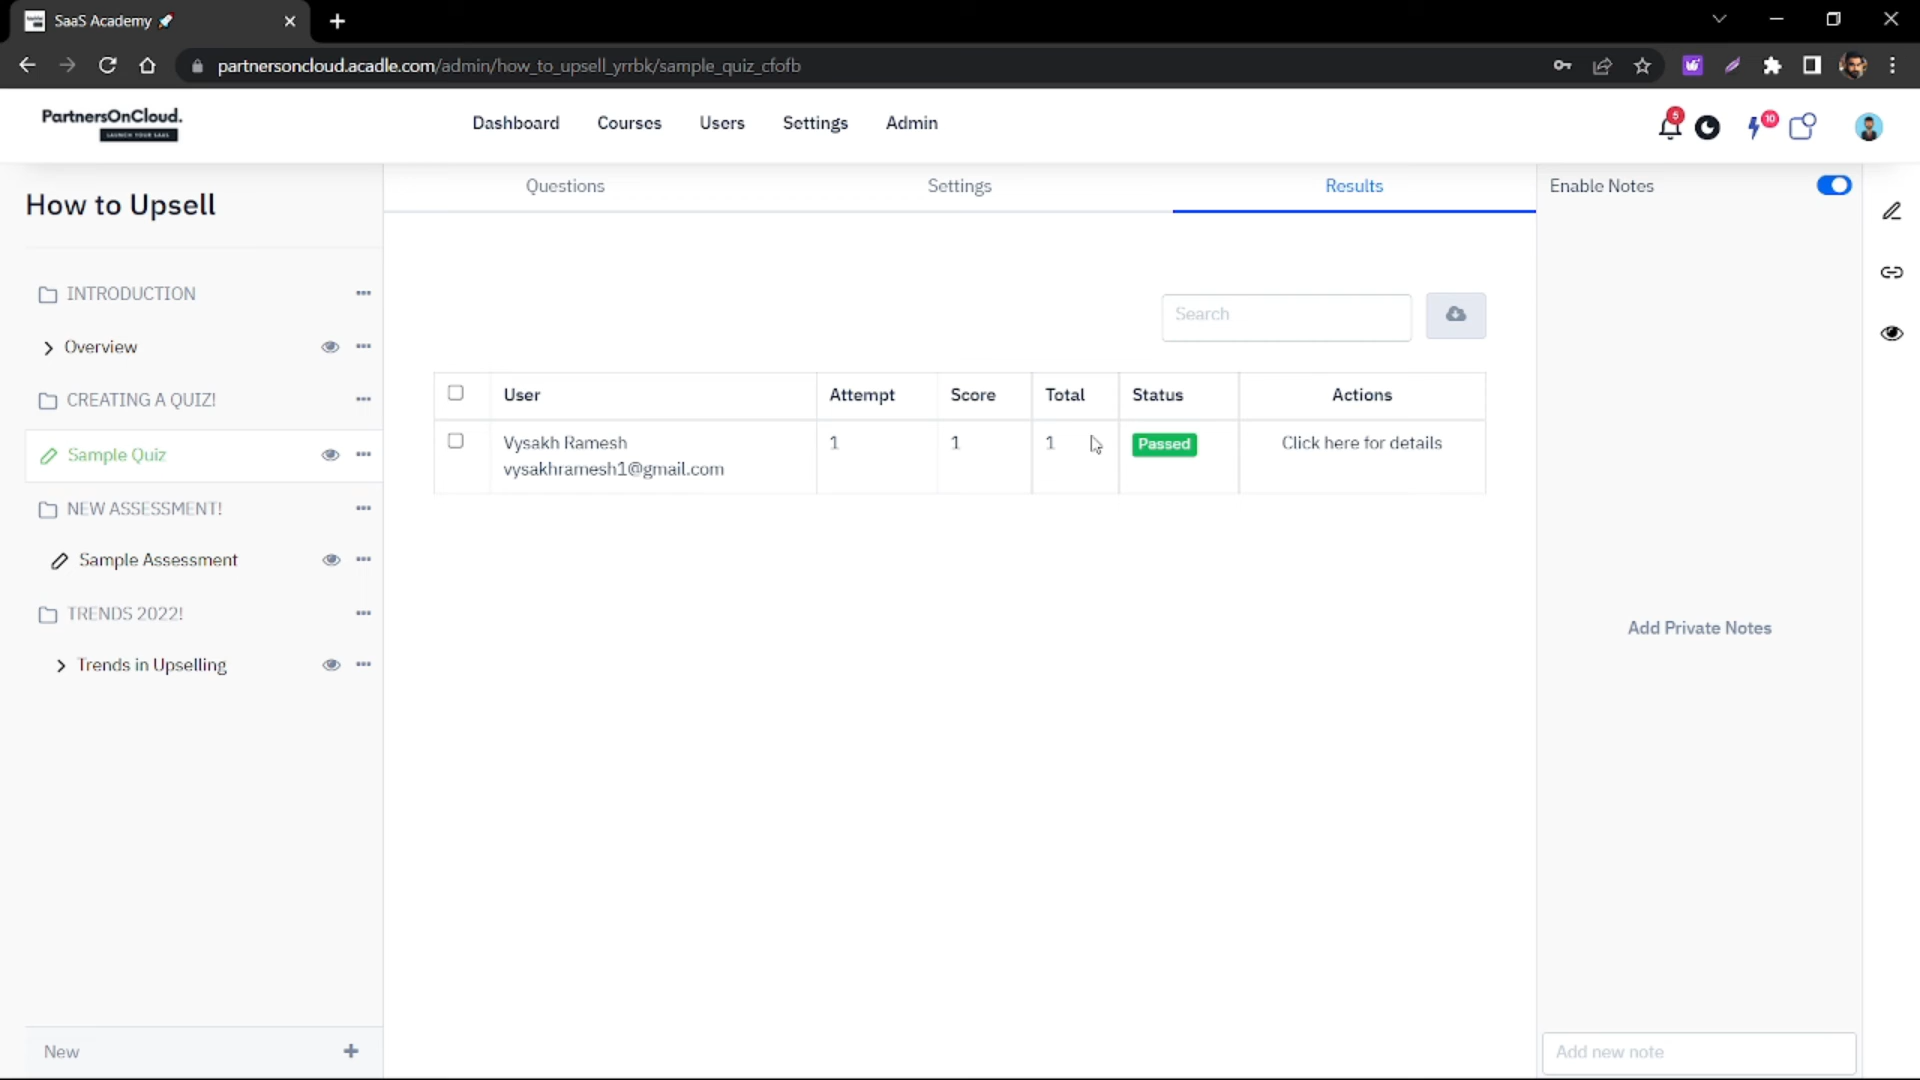 SaaS Academy
partnersoncloud.acadle.com/admin/how_to_upsell_yrrbk/sample_quiz_cfofb
PartnersOnCloud.
LAUNCH YOUR SAAS
Dashboard Courses Users Settings Admin
10
How to Upsell
Questions Settings Results
Enable Notes
INTRODUCTION
Overview
CREATING A QUIZ!
Sample Quiz
NEW ASSESSMENT!
Sample Assessment
TRENDS 2022!
Trends in Upselling
New
Search
User Attempt Score Total Status Actions
Vysakh Ramesh 1 1 1 Passed Click here for details
vysakhramesh1@gmail.com
Add Private Notes
Add new note